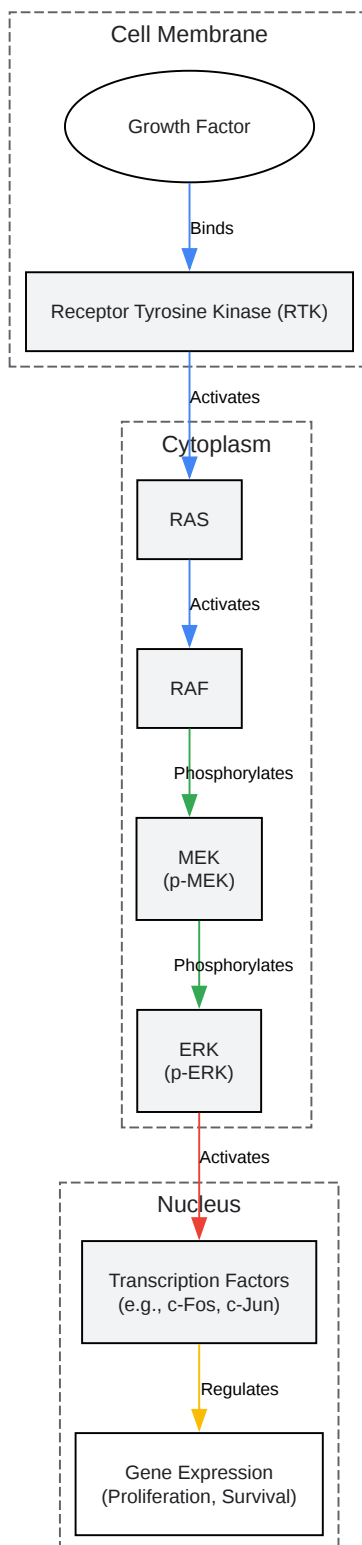 Cell Membrane
Growth Factor
Binds
Receptor Tyrosine Kinase (RTK)
Activates
Cytoplasm
RAS
Activates
RAF
Phosphorylates
MEK
(p-MEK)
Phosphorylates
ERK
(p-ERK)
Activates
Nucleus
Transcription Factors
(e.g., c-Fos, c-Jun)
Regulates
Gene Expression
(Proliferation, Survival)